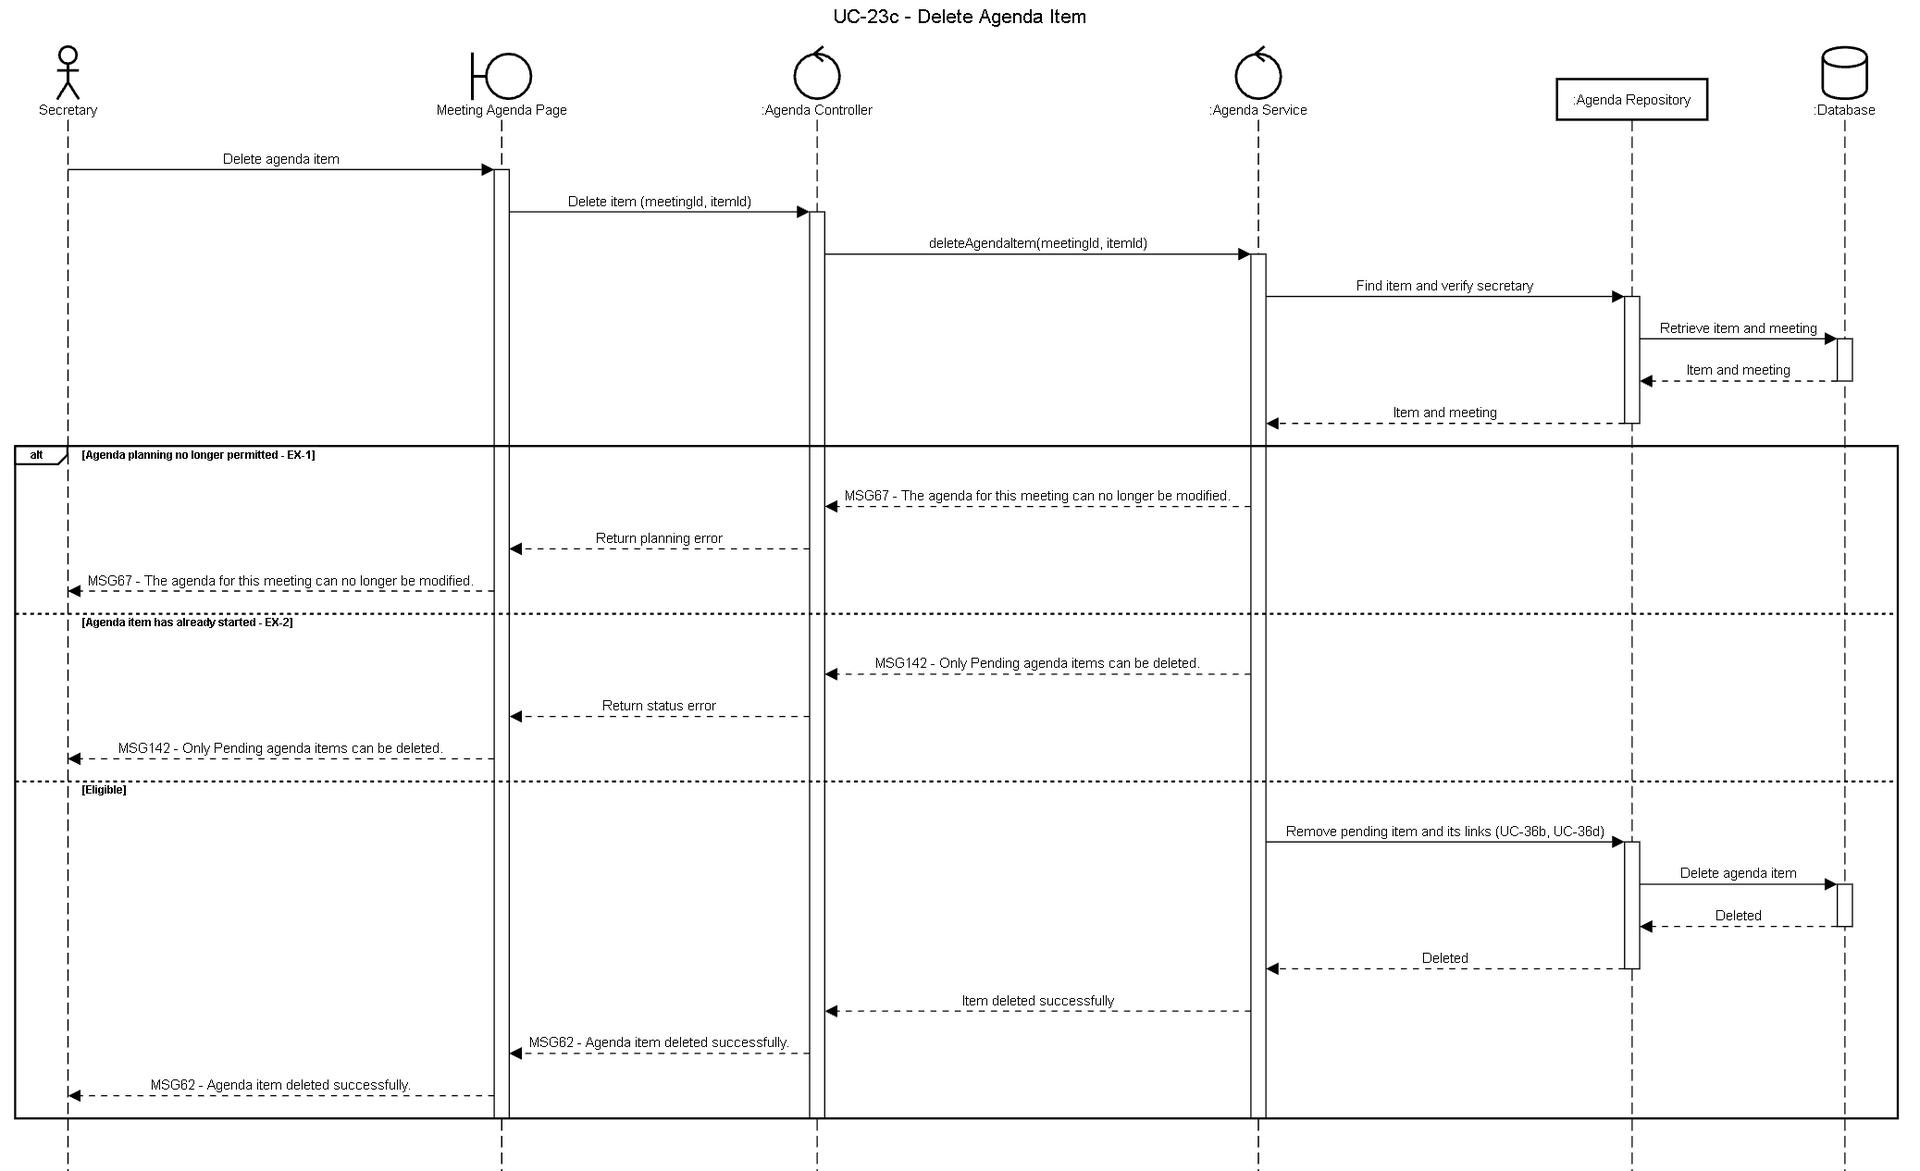 UC-23c - Delete Agenda Item
Secretary
Meeting Agenda Page
:Agenda Controller
:Agenda Service
:Agenda Repository
:Database
Delete agenda item
Delete item (meetingId, itemId)
deleteAgendaItem(meetingId, itemId)
Find item and verify secretary
Retrieve item and meeting
Item and meeting
Item and meeting
alt
[Agenda planning no longer permitted - EX-1]
MSG67 - The agenda for this meeting can no longer be modified.
Return planning error
MSG67 - The agenda for this meeting can no longer be modified.
[Agenda item has already started - EX-2]
MSG142 - Only Pending agenda items can be deleted.
Return status error
MSG142 - Only Pending agenda items can be deleted.
[Eligible]
Remove pending item and its links (UC-36b, UC-36d)
Delete agenda item
Deleted
Deleted
Item deleted successfully
MSG62 - Agenda item deleted successfully.
MSG62 - Agenda item deleted successfully.